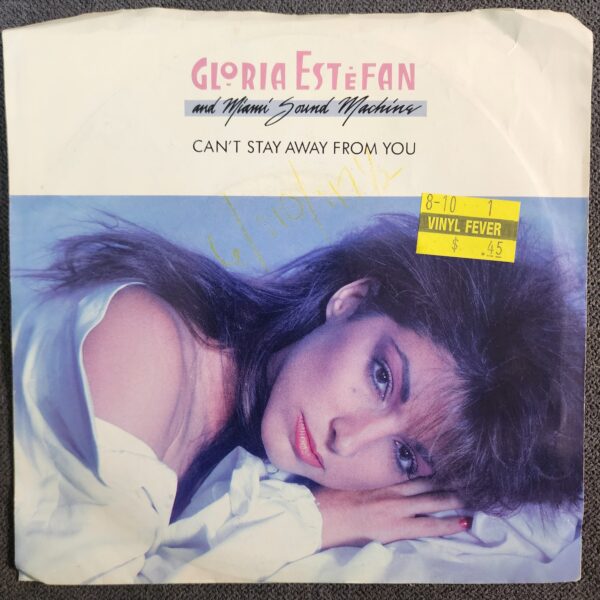 GLORIA ESTEFAN
and Miami Sound Machine
CAN'T STAY AWAY FROM YOU
8-10 1
VINYL FEVER
$ .45